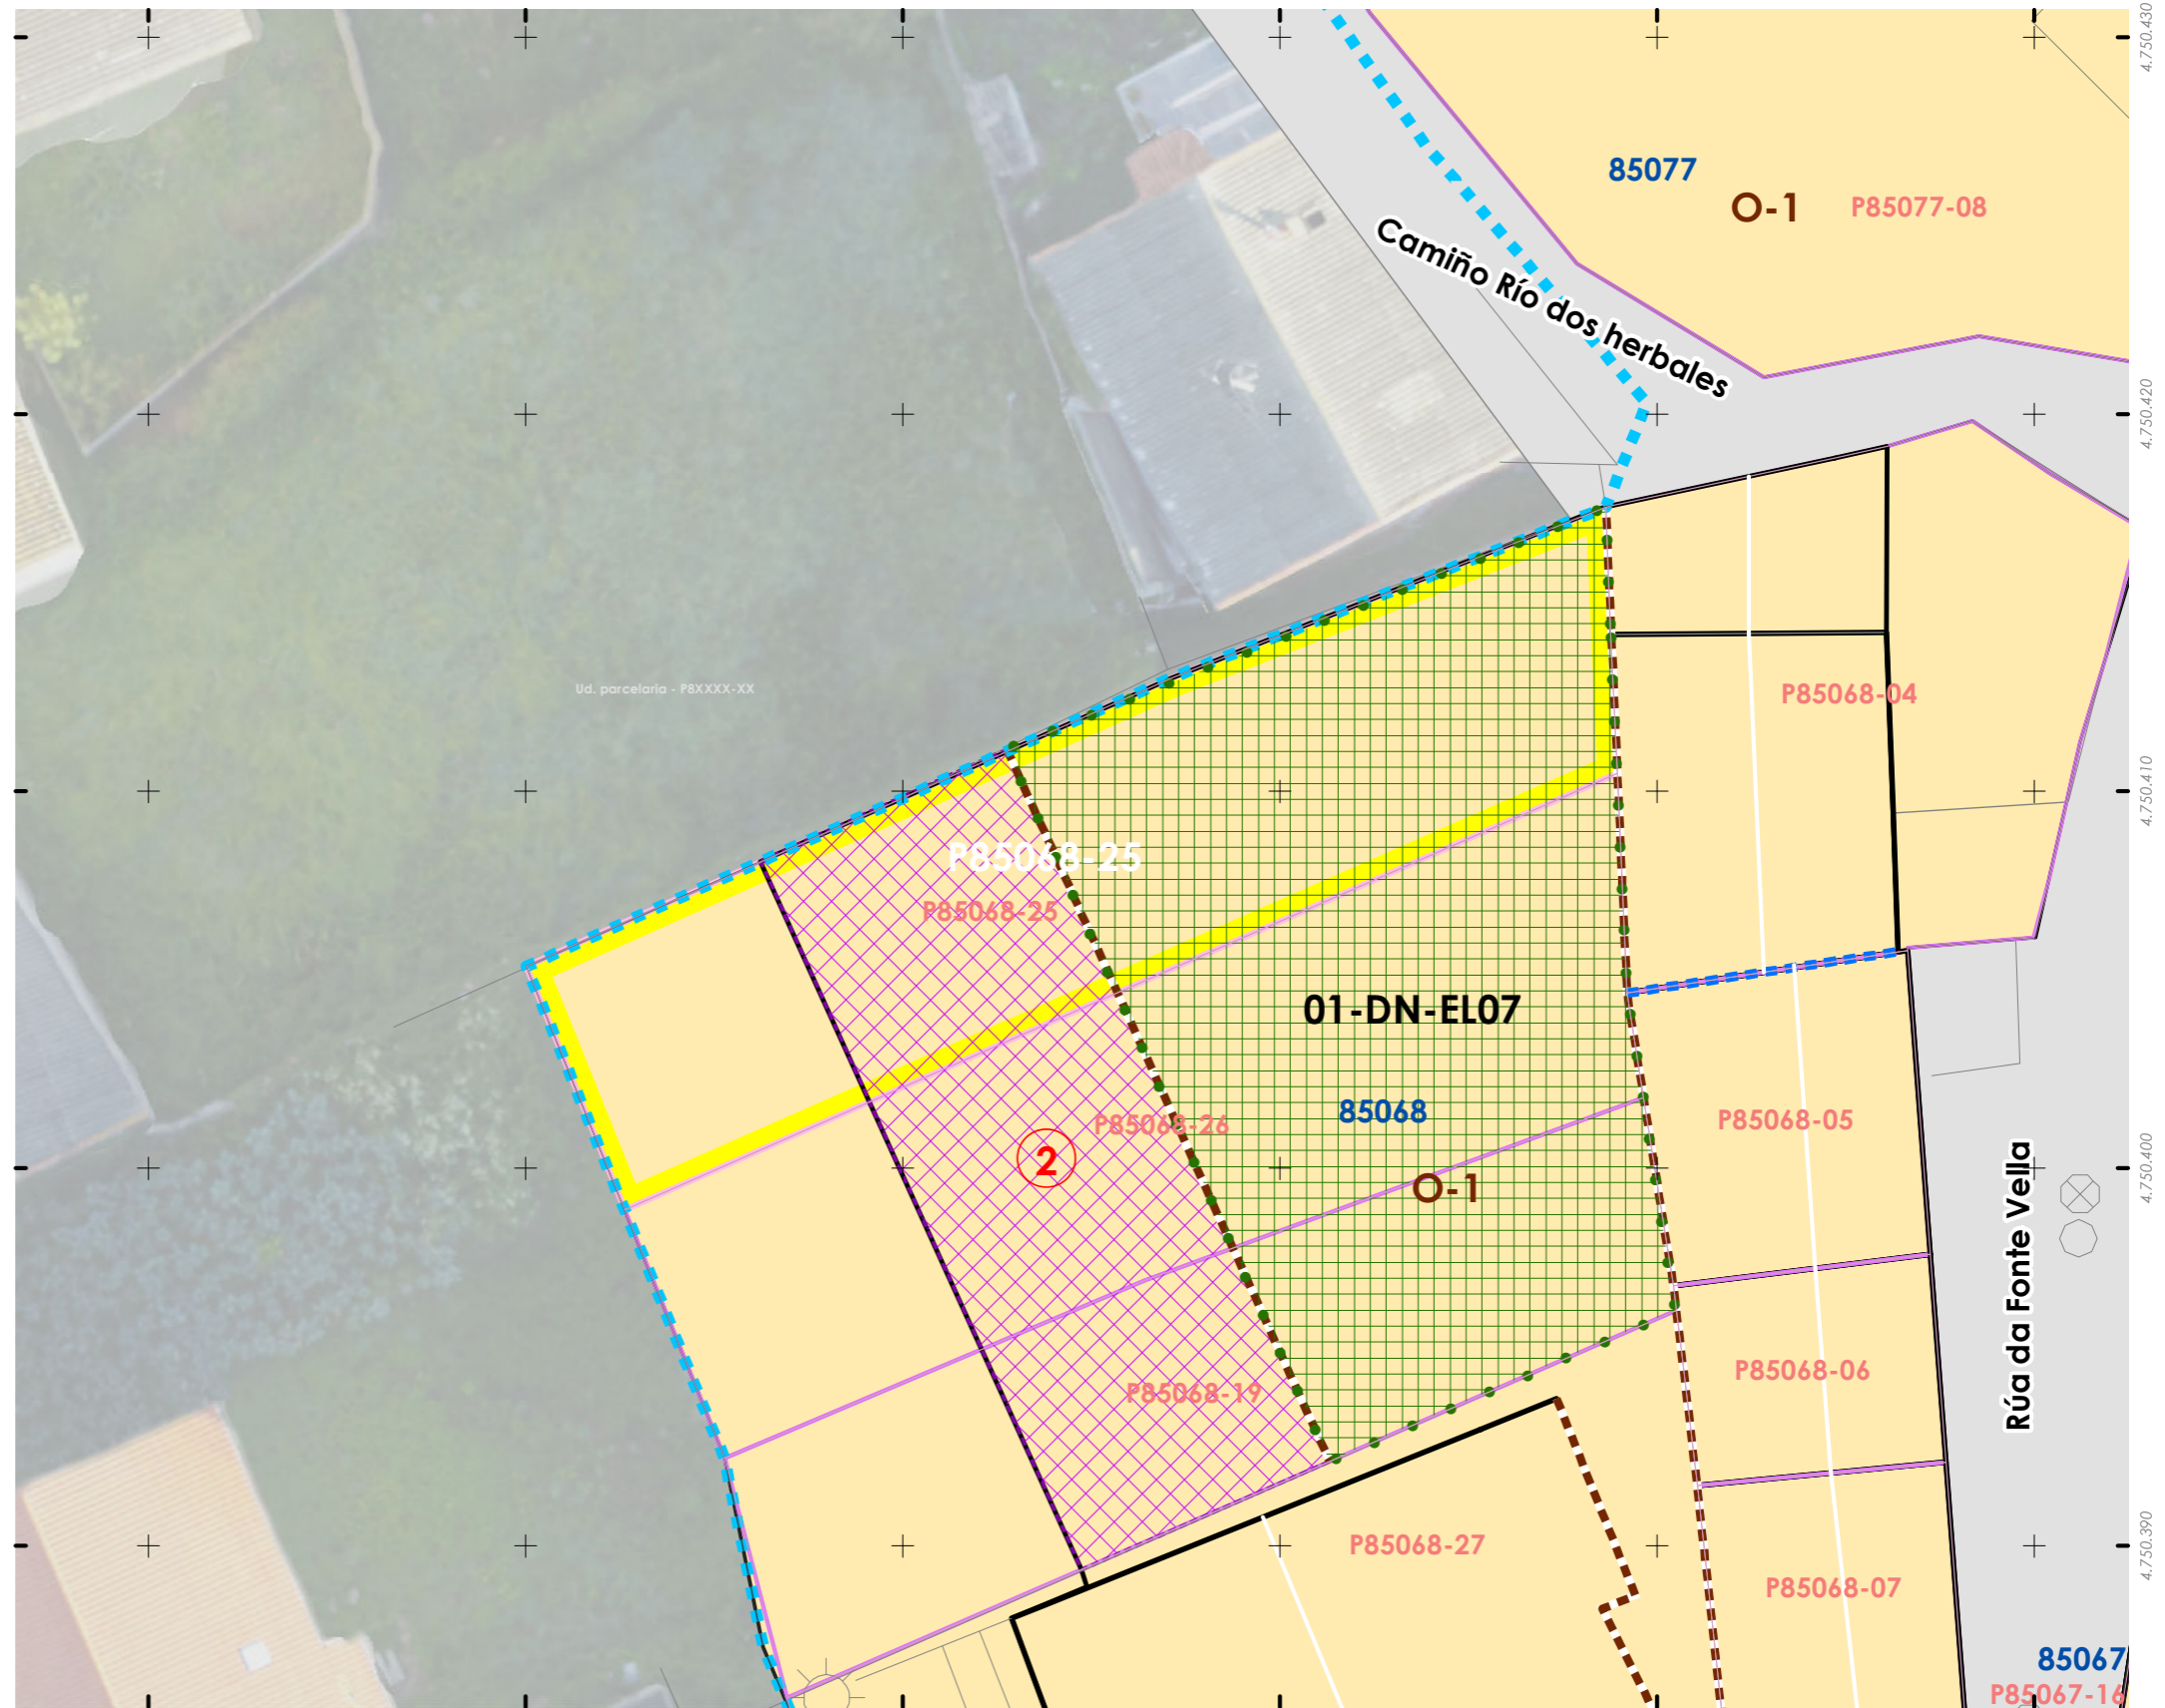 4.750.430
85077
O-1
P85077-08
Camiño Río dos herbales
4.750.420
Ud. parcelaria - P8XXXX-XX
P85068-04
4.750.410
P85068-25
P85068-25
01-DN-EL07
85068
P85068-26
P85068-05
2
O-1
4.750.400
Rúa da Fonte Vella
P85068-06
P85068-19
P85068-27
4.750.390
P85068-07
85067
P85067-16